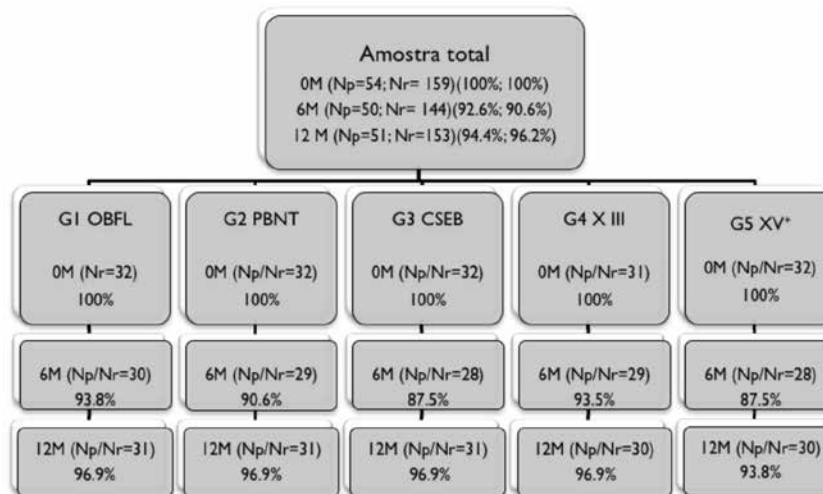 Amostra total
0M (Np=54; Nr= 159)(100%; 100%)
6M (Np=50; Nr= 144)(92.6%; 90.6%)
12 M (Np=51; Nr=153)(94.4%; 96.2%)
G1 OBFL
0M (Nr=32)
100%
6M (Np/Nr=30)
93.8%
12M (Np/Nr=31)
96.9%
G2 PBNT
0M (Np/Nr=32)
100%
6M (Np/Nr=29)
90.6%
12M (Np/Nr=31)
96.9%
G3 CSEB
0M (Np/Nr=32)
100%
6M (Np/Nr=28)
87.5%
12M (Np/Nr=31)
96.9%
G4 X III
0M (Np/Nr=31)
100%
6M (Np/Nr=29)
93.5%
12M (Np/Nr=30)
96.9%
G5 XV+
0M (Np/Nr=32)
100%
6M (Np/Nr=28)
87.5%
12M (Np/Nr=30)
93.8%